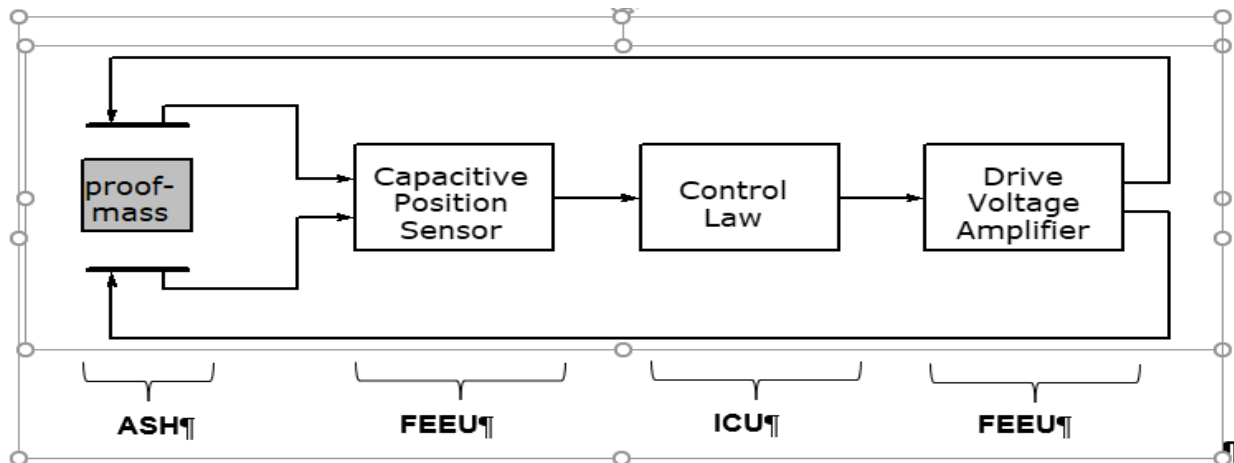 proof-
mass
Capacitive
Position
Sensor
Control
Law
Drive
Voltage
Amplifier
ASH¶
FEEU¶
ICU¶
FEEU¶
¶